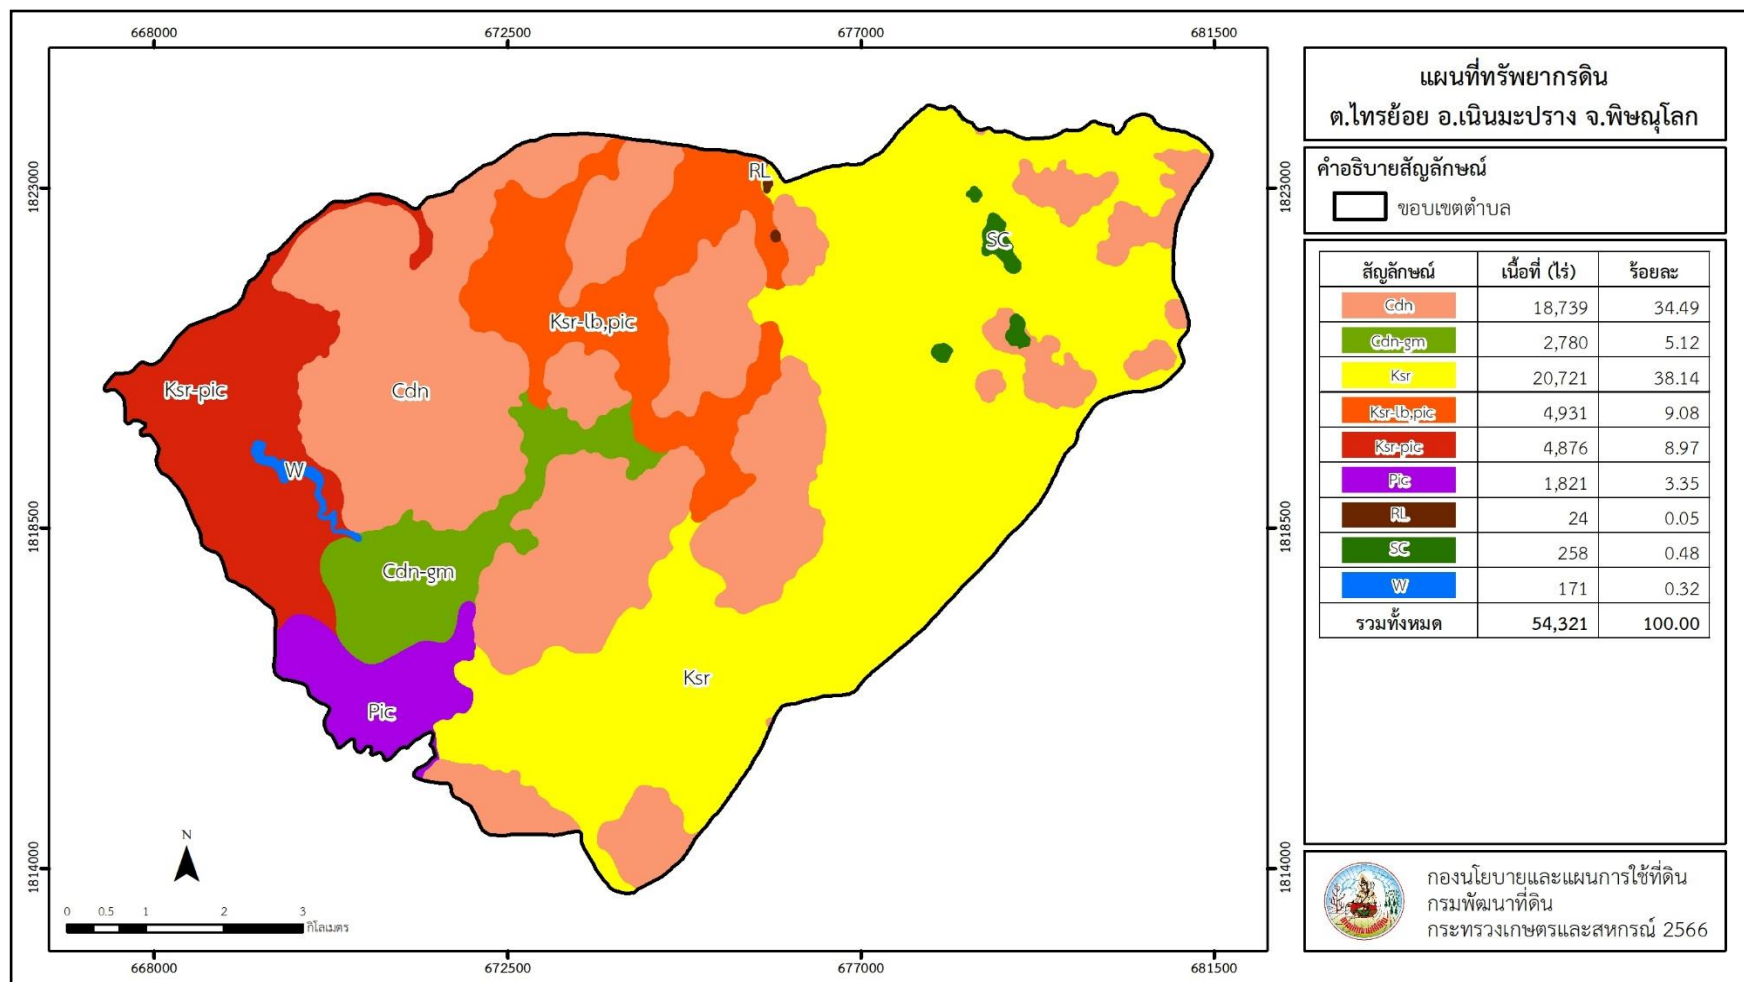 668000
672500
677000
681500
แผนที่ทรัพยากรดิน
ต.ไทรย้อย อ.เนินมะปราง จ.พิษณุโลก
คำอธิบายสัญลักษณ์
ขอบเขตตำบล
1823000
1823000
RL
SC
Ksr-lb,pic
Ksr-pic
Cdn
W
1818500
1818500
Cdn-gm
Ksr
Pic
1814000
1814000
N
0 0.5 1 2 3
กิโลเมตร
668000
672500
677000
681500
สัญลักษณ์ เนื้อที่ (ไร่) ร้อยละ
Cdn 18,739 34.49
Cdn-gm 2,780 5.12
Ksr 20,721 38.14
Ksr-lb,pic 4,931 9.08
Ksr-pic 4,876 8.97
Pic 1,821 3.35
RL 24 0.05
SC 258 0.48
W 171 0.32
รวมทั้งหมด 54,321 100.00
กองนโยบายและแผนการใช้ที่ดิน
กรมพัฒนาที่ดิน
กระทรวงเกษตรและสหกรณ์ 2566